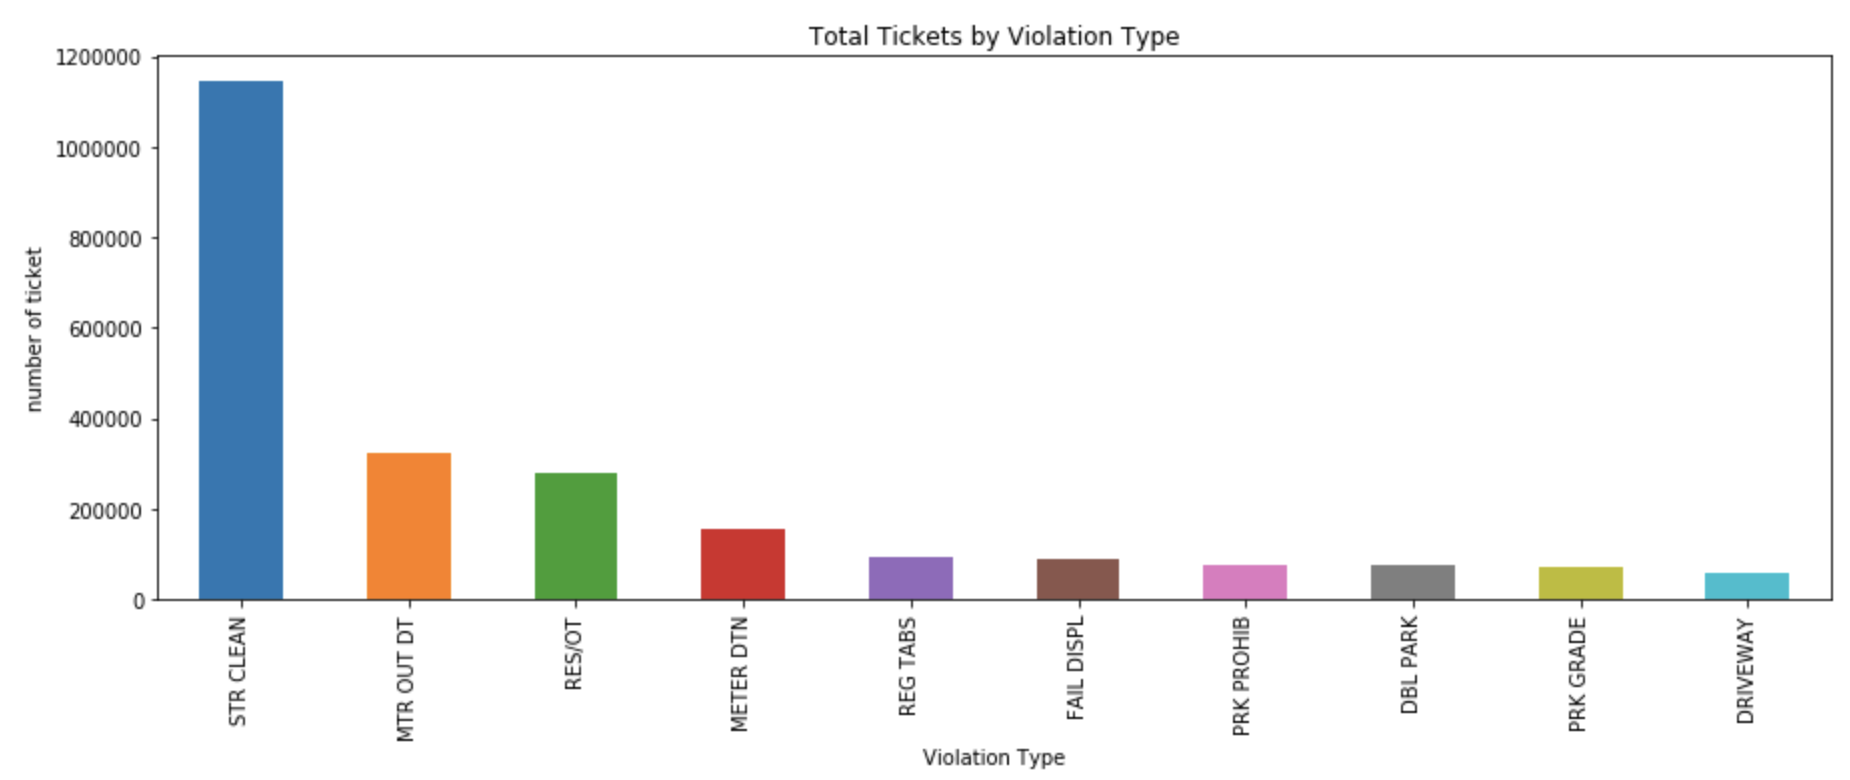 Total Tickets by Violation Type
1200000
1000000
800000
600000
400000
200000
0
number of ticket
STR CLEAN
MTR OUT DT
RES/OT
METER DTN
REG TABS
FAIL DISPL
PRK PROHIB
DBL PARK
PRK GRADE
DRIVEWAY
Violation Type